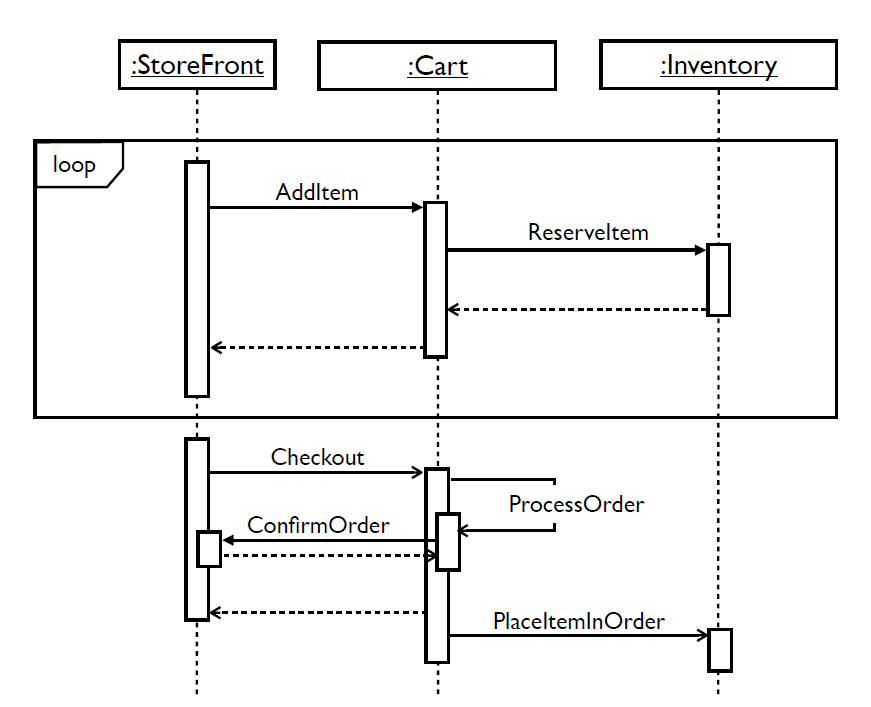 :StoreFront
:Cart
:Inventory
loop
AddItem
ReserveItem
Checkout
ProcessOrder
ConfirmOrder
PlaceItemInOrder